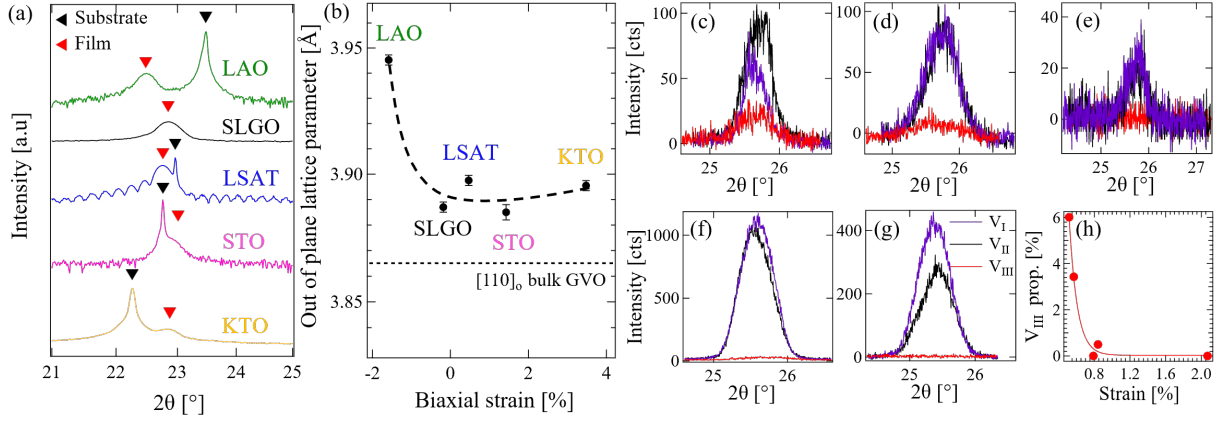 (a)
Substrate
Film
LAO
SLGO
LSAT
STO
KTO
Intensity [a.u]
21 22 23 24 25
2θ [°]
(b)
Out of plane lattice parameter [Å]
3.95
3.90
3.85
LAO
LSAT
KTO
SLGO
STO
[110]ₒ bulk GVO
-2 0 2 4
Biaxial strain [%]
(c)
Intensity [cts]
100
50
0
25 26
2θ [°]
(d)
100
50
0
25 26
2θ [°]
(e)
40
20
0
25 26 27
2θ [°]
(f)
Intensity [cts]
1000
500
0
25 26
2θ [°]
(g)
V_I
V_II
V_III
400
200
0
25 26
2θ [°]
(h)
V_III prop. [%]
6
4
2
0
0.8 1.2 1.6 2.0
Strain [%]